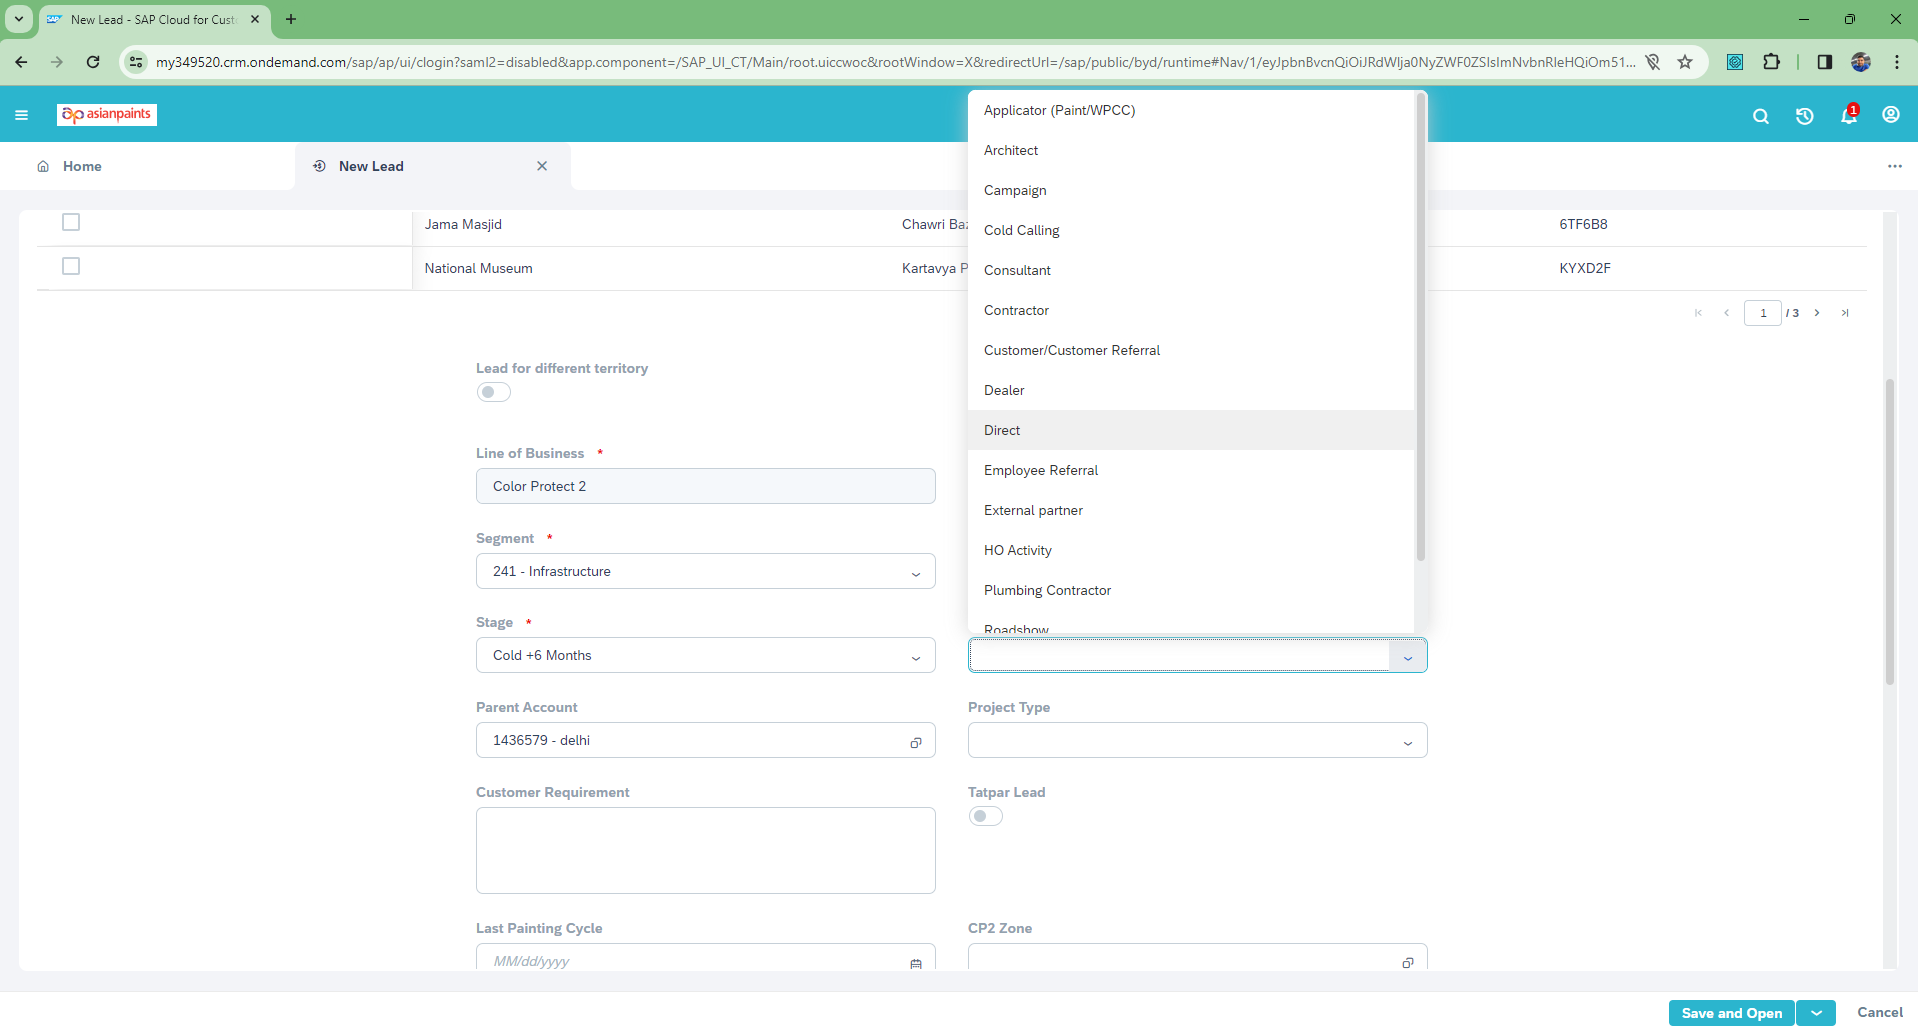 New Lead - SAP Cloud for Cust
my349520.crm.ondemand.com/sap/ap/ui/clogin?saml2=disabled&app.component=/SAP_UI_CT/Main/root.uiccwoc&rootWindow=X&redirectUrl=/sap/public/byd/runtime#Nav/1/eyJpbnBvcnQiOiJRdWlja0NyZWF0ZSIsImNvbnRleHQiOm51...
asianpaints
1
Home
New Lead
Jama Masjid
Chawri Baz
6TF6B8
National Museum
Kartavya P
KYXD2F
1 / 3
Applicator (Paint/WPCC)
Architect
Campaign
Cold Calling
Consultant
Contractor
Customer/Customer Referral
Dealer
Direct
Employee Referral
External partner
HO Activity
Plumbing Contractor
Roadshow
Lead for different territory
Line of Business *
Color Protect 2
Segment *
241 - Infrastructure
Stage *
Cold +6 Months
Parent Account
1436579 - delhi
Project Type
Customer Requirement
Tatpar Lead
Last Painting Cycle
MM/dd/yyyy
CP2 Zone
Save and Open
Cancel